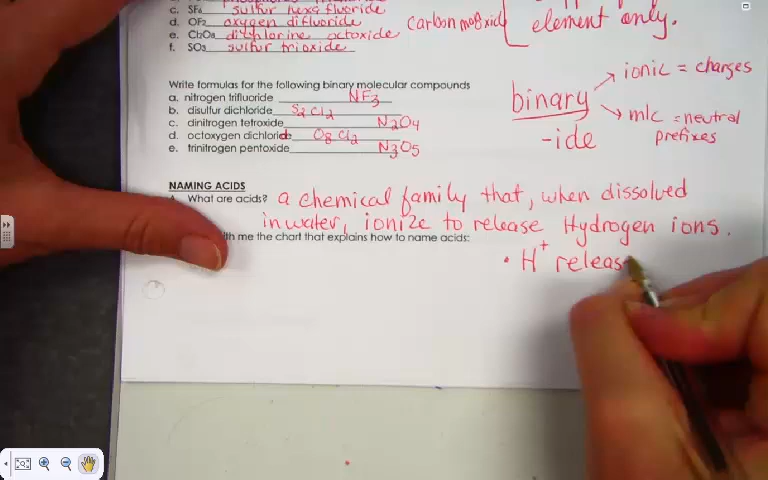 c. SF6 sulfur hexafluoride
d. OF2 oxygen difluoride
e. Cl2O8 dichlorine octoxide
f. SO3 sulfur trioxide
Carbon monoxide
element only.
Write formulas for the following binary molecular compounds
a. nitrogen trifluoride NF3
b. disulfur dichloride S2Cl2
c. dinitrogen tetroxide N2O4
d. octoxygen dichloride O8Cl2
e. trinitrogen pentoxide N3O5
binary
-ide
ionic = charges
mlc = neutral
prefixes
NAMING ACIDS
What are acids? a chemical family that, when dissolved
in water, ionize to release Hydrogen ions.
with me the chart that explains how to name acids:
• H+ releas